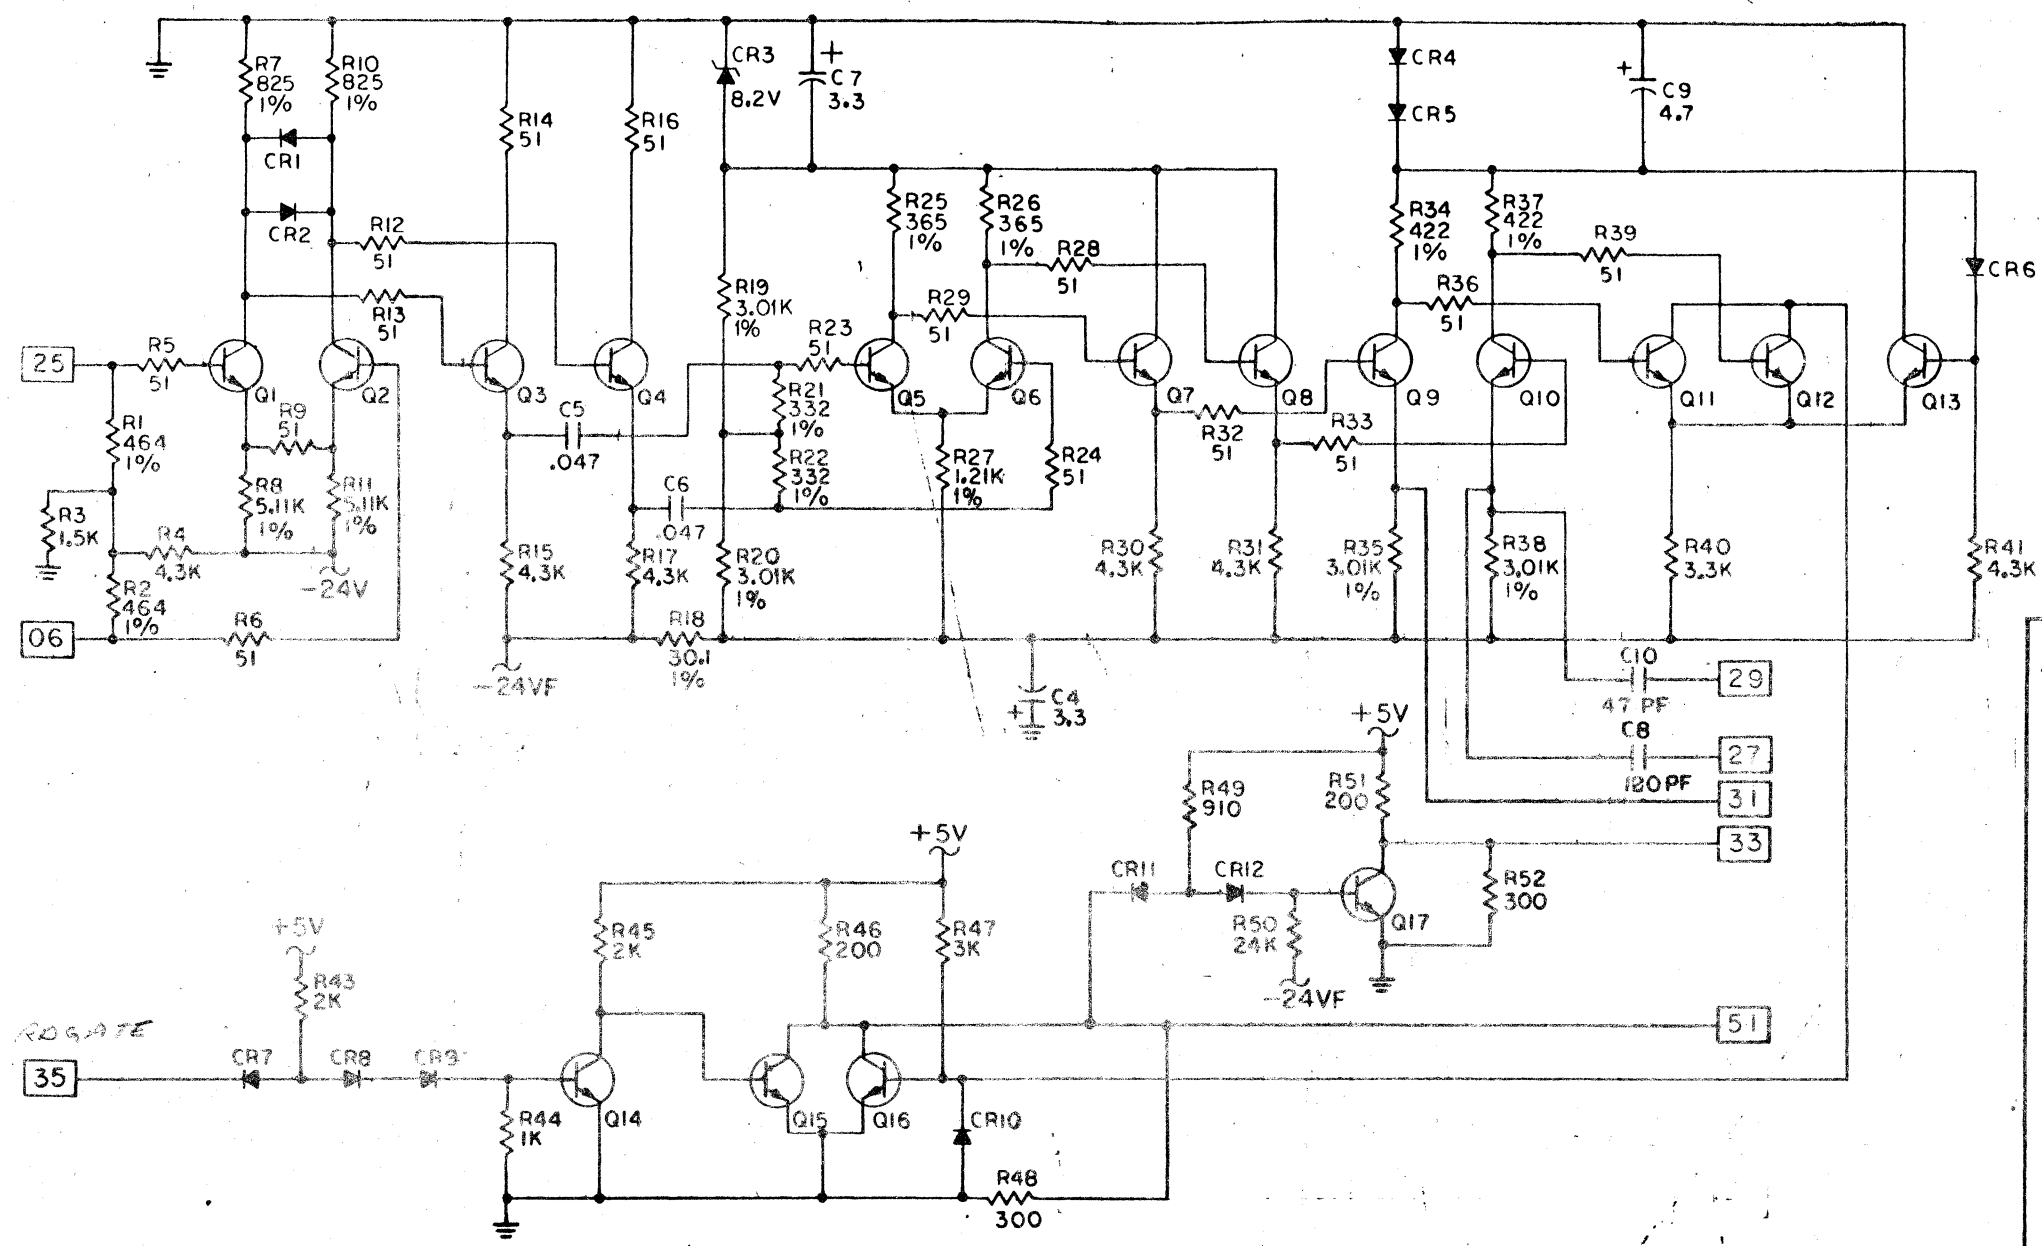 R7
825
1%
R10
825
1%
CR1
CR2
R12
51
R13
51
R14
51
R16
51
CR3
8.2V
+
C7
3.3
CR4
CR5
+
C9
4.7
R25
365
1%
R26
365
1%
R28
51
R29
51
R34
422
1%
R37
422
1%
R39
51
R36
51
CR6
R19
3.01K
1%
R23
51
25
R5
51
Q1
Q2
Q3
Q4
Q5
Q6
Q7
Q8
Q9
Q10
Q11
Q12
Q13
R1
464
1%
R9
51
R8
5.11K
1%
R11
5.11K
1%
R3
1.5K
R4
4.3K
-24V
R2
464
1%
06
R6
51
C5
.047
C6
.047
R21
332
1%
R22
332
1%
R27
1.21K
1%
R24
51
R32
51
R33
51
R15
4.3K
R17
4.3K
R20
3.01K
1%
R18
30.1
1%
-24VF
+
C4
3.3
R30
4.3K
R31
4.3K
R35
3.01K
1%
R38
3.01K
1%
R40
3.3K
R41
4.3K
C10
47 PF
29
C8
PF
27
31
33
+5V
R49
910
R51
200
CR11
CR12
R50
24K
-24VF
Q17
R52
300
+5V
R45
2K
R46
200
R47
3K
+5V
R43
2K
RDGATE
35
CR7
CR8
CR9
R44
1K
Q14
Q15
Q16
CR10
R48
300
51